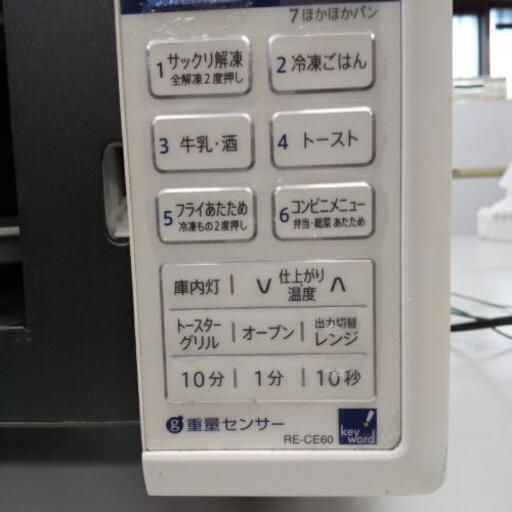 7 ほかほかパン
1 サックリ解凍
全解凍2度押し
2 冷凍ごはん
3 牛乳・酒
4 トースト
5 フライあたため
冷凍もの2度押し
6 コンビニメニュー
弁当・総菜 あたため
庫内灯
仕上がり
温度
トースター
グリル
オーブン
出力切替
レンジ
10分
1分
10秒
g 重量センサー
RE-CE60
key word!